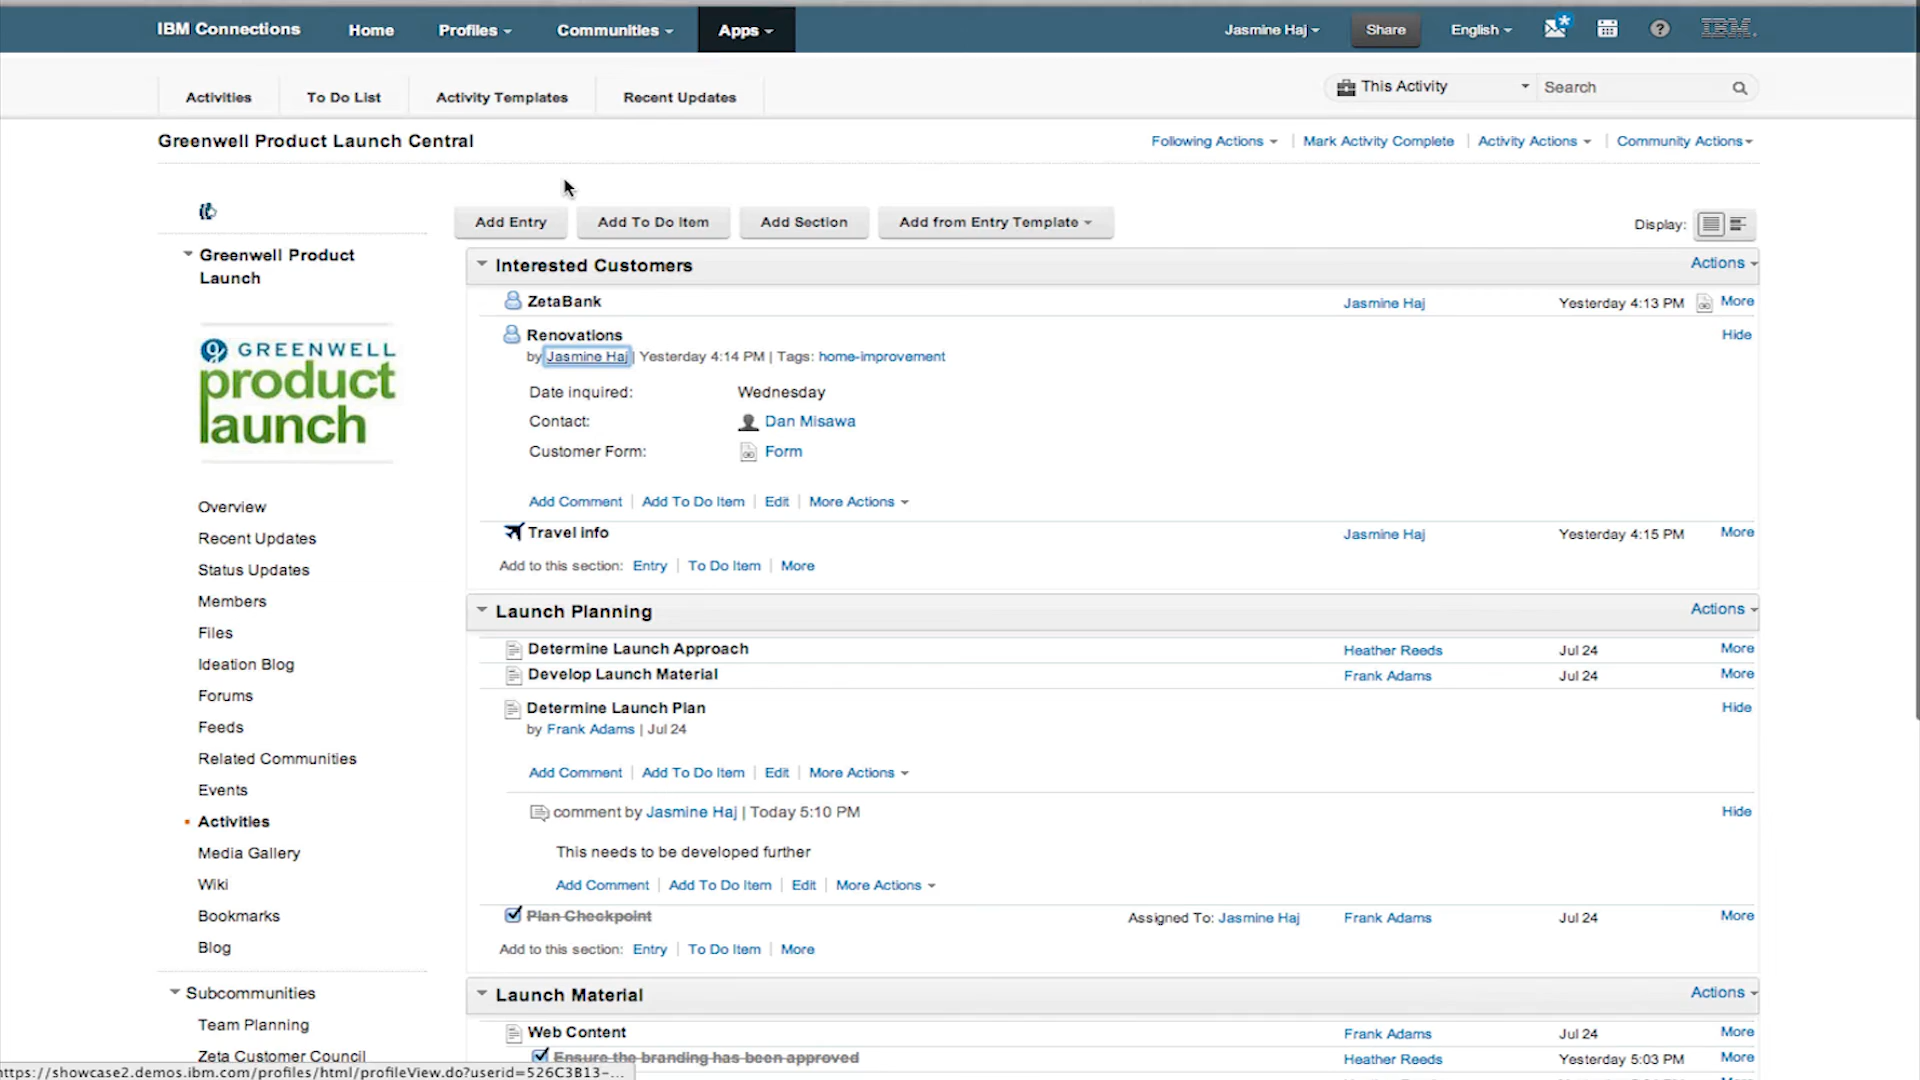 IBM Connections Home Profiles Communities Apps Jasmine Haj Share English IBM
Activities To Do List Activity Templates Recent Updates This Activity Search
Greenwell Product Launch Central Following Actions | Mark Activity Complete | Activity Actions | Community Actions
Add Entry Add To Do Item Add Section Add from Entry Template Display:
Greenwell Product
Launch
GREENWELL
product
launch
Overview
Recent Updates
Status Updates
Members
Files
Ideation Blog
Forums
Feeds
Related Communities
Events
Activities
Media Gallery
Wiki
Bookmarks
Blog
Subcommunities
Team Planning
Zeta Customer Council
Interested Customers Actions
ZetaBank Jasmine Haj Yesterday 4:13 PM More
Renovations Hide
by Jasmine Haj | Yesterday 4:14 PM | Tags: home-improvement
Date inquired: Wednesday
Contact: Dan Misawa
Customer Form: Form
Add Comment | Add To Do Item | Edit | More Actions
Travel info Jasmine Haj Yesterday 4:15 PM More
Add to this section: Entry | To Do Item | More
Launch Planning Actions
Determine Launch Approach Heather Reeds Jul 24 More
Develop Launch Material Frank Adams Jul 24 More
Determine Launch Plan Hide
by Frank Adams | Jul 24
Add Comment | Add To Do Item | Edit | More Actions
comment by Jasmine Haj | Today 5:10 PM Hide
This needs to be developed further
Add Comment | Add To Do Item | Edit | More Actions
Plan Checkpoint Assigned To: Jasmine Haj Frank Adams Jul 24 More
Add to this section: Entry | To Do Item | More
Launch Material Actions
Web Content Frank Adams Jul 24 More
Ensure the branding has been approved Heather Reeds Yesterday 5:03 PM More
https://showcase2.demos.ibm.com/profiles/html/profileView.do?userid=526C3B13-...